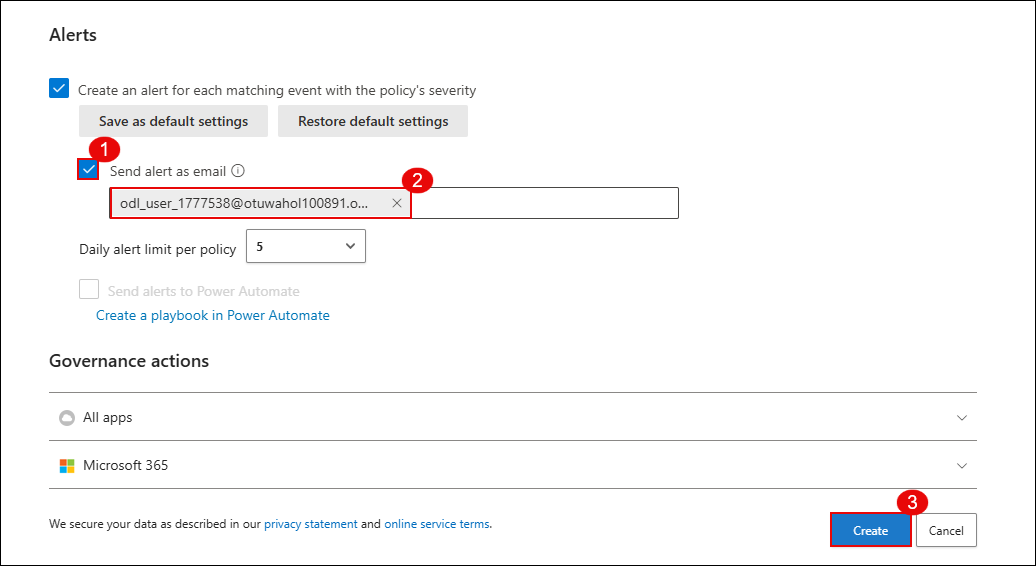 Alerts
Create an alert for each matching event with the policy's severity
Save as default settings Restore default settings
1
Send alert as email
2
odl_user_1777538@otuwahol100891.o...
Daily alert limit per policy 5
Send alerts to Power Automate
Create a playbook in Power Automate
Governance actions
All apps
Microsoft 365
We secure your data as described in our privacy statement and online service terms.
3
Create Cancel